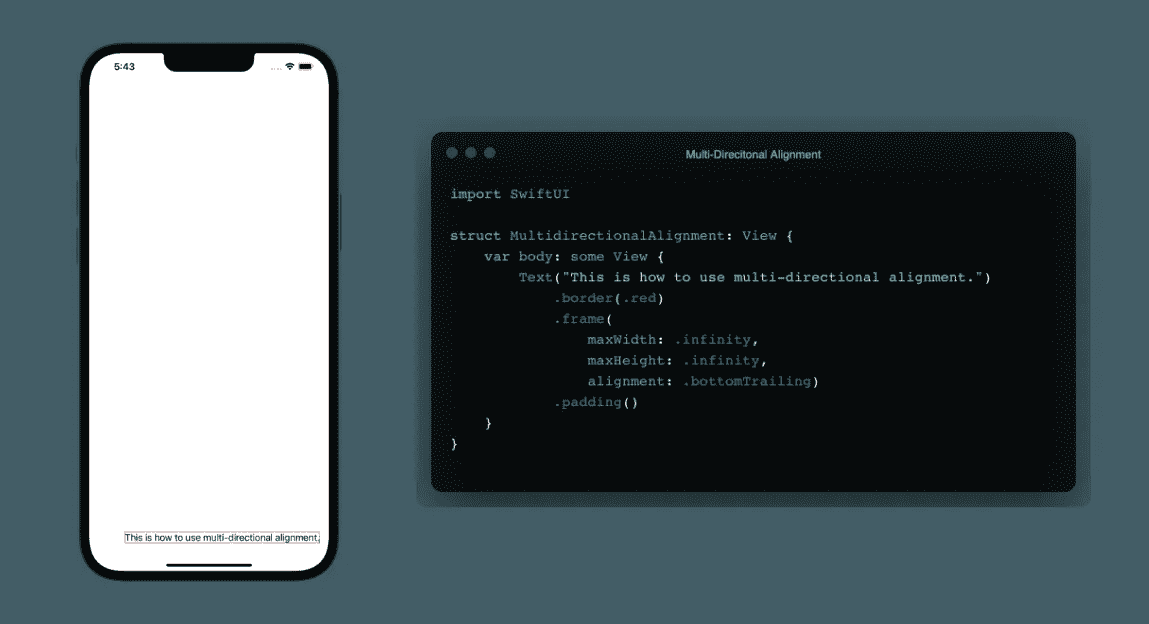 5:43
This is how to use multi-directional alignment.
Multi-Direcitonal Alignment
import SwiftUI
struct MultidirectionalAlignment: View {
    var body: some View {
        Text("This is how to use multi-directional alignment.")
            .border(.red)
            .frame(
                maxWidth: .infinity,
                maxHeight: .infinity,
                alignment: .bottomTrailing)
            .padding()
    }
}